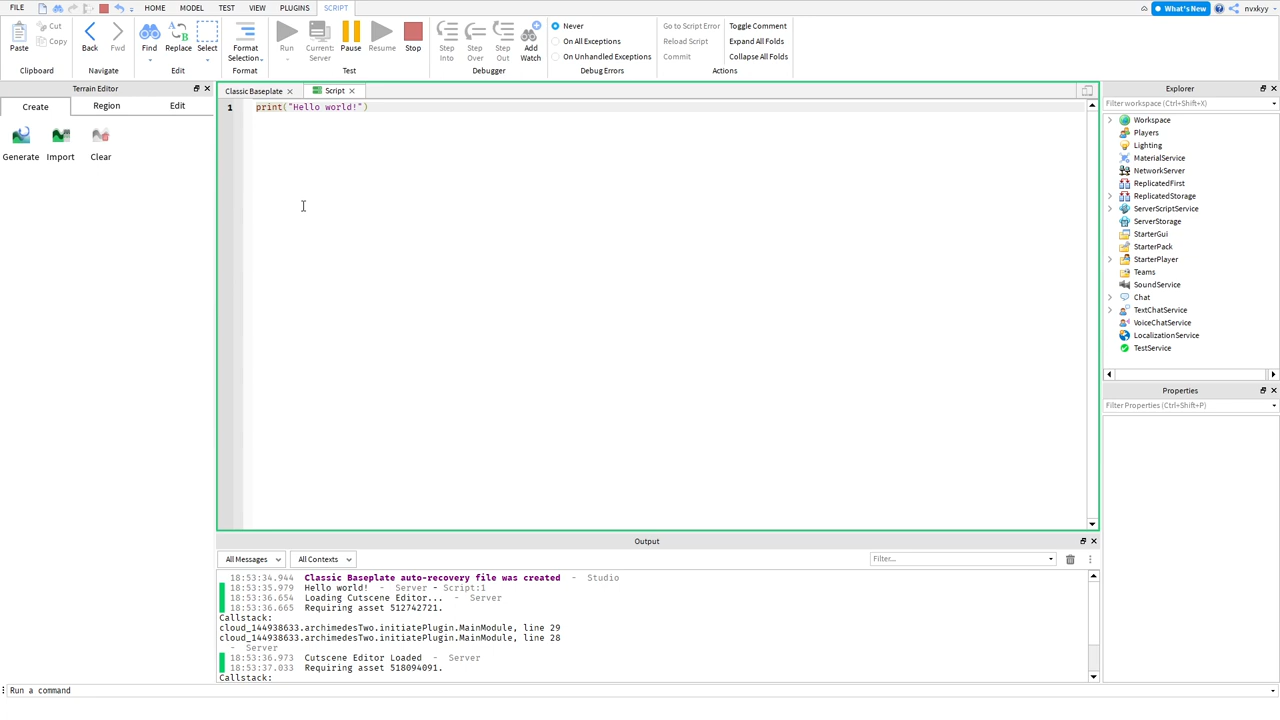 FILE HOME MODEL TEST VIEW PLUGINS SCRIPT What's New nvxkyy
Paste Cut Copy Back Fwd Find Replace Select Format Selection Run Current: Server Pause Resume Stop Step Into Step Over Step Out Add Watch Never On All Exceptions On Unhandled Exceptions Go to Script Error Reload Script Commit Toggle Comment Expand All Folds Collapse All Folds
Clipboard Navigate Edit Format Test Debugger Debug Errors Actions
Terrain Editor
Create Region Edit
Generate Import Clear
Classic Baseplate Script
1 print("Hello world!")
Explorer
Filter workspace (Ctrl+Shift+X)
Workspace
Players
Lighting
MaterialService
NetworkServer
ReplicatedFirst
ReplicatedStorage
ServerScriptService
ServerStorage
StarterGui
StarterPack
StarterPlayer
Teams
SoundService
Chat
TextChatService
VoiceChatService
LocalizationService
TestService
Properties
Filter Properties (Ctrl+Shift+P)
Output
All Messages All Contexts Filter...
18:53:34.944 Classic Baseplate auto-recovery file was created - Studio
18:53:35.979 Hello world! - Server - Script:1
18:53:36.654 Loading Cutscene Editor... - Server
18:53:36.665 Requiring asset 512742721.
Callstack:
cloud_144938633.archimedesTwo.initiatePlugin.MainModule, line 29
cloud_144938633.archimedesTwo.initiatePlugin.MainModule, line 28
- Server
18:53:36.973 Cutscene Editor Loaded - Server
18:53:37.033 Requiring asset 518094091.
Callstack:
Run a command